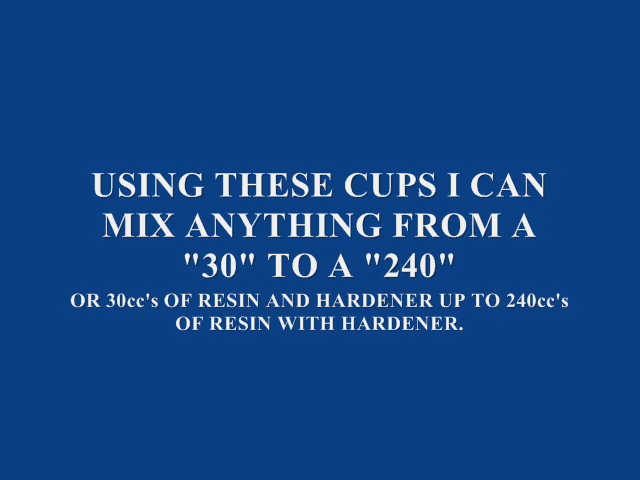 USING THESE CUPS I CAN
MIX ANYTHING FROM A
"30" TO A "240"
OR 30cc's OF RESIN AND HARDENER UP TO 240cc's
OF RESIN WITH HARDENER.